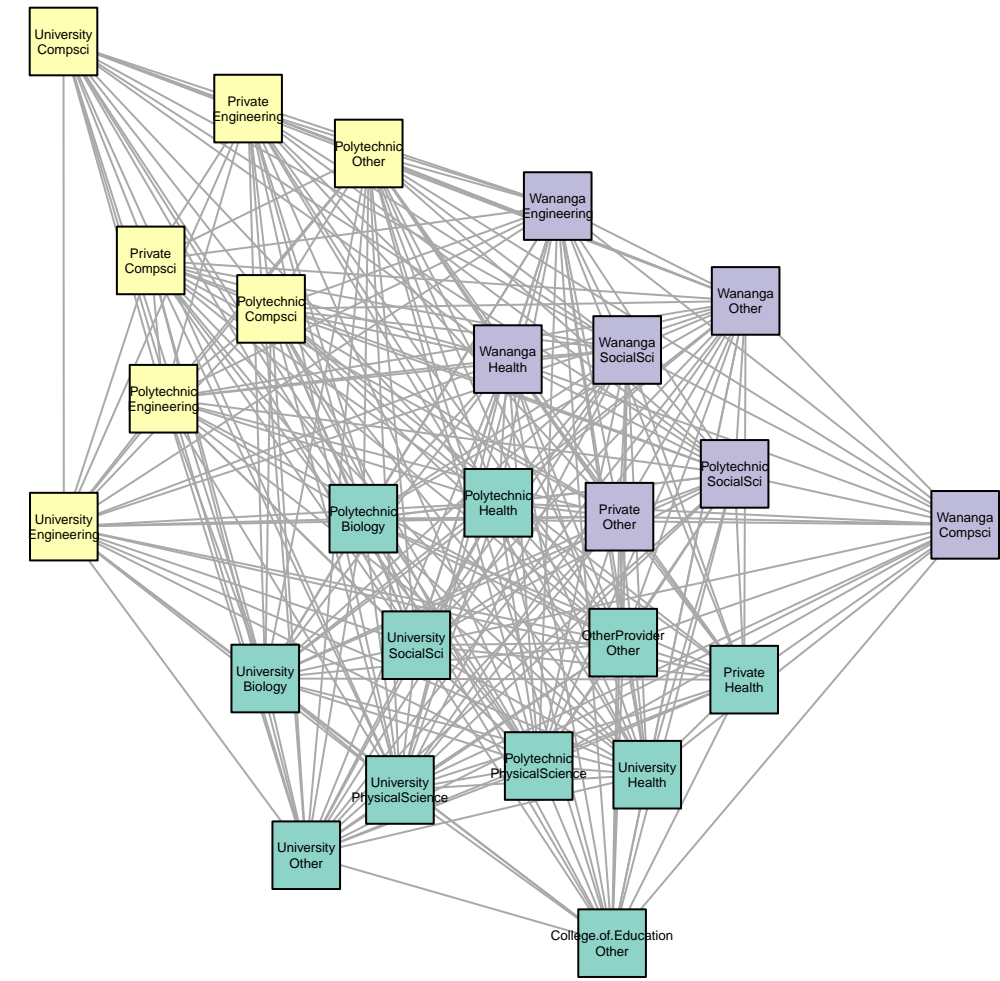 University
Compsci
Private
Engineering
Polytechnic
Other
Wananga
Engineering
Private
Compsci
Polytechnic
Compsci
Wananga
Other
Wananga
Health
Wananga
SocialSci
Polytechnic
Engineering
Polytechnic
SocialSci
University
Engineering
Polytechnic
Biology
Polytechnic
Health
Private
Other
Wananga
Compsci
University
SocialSci
OtherProvider
Other
University
Biology
Private
Health
University
PhysicalScience
Polytechnic
PhysicalScience
University
Health
University
Other
College.of.Education
Other